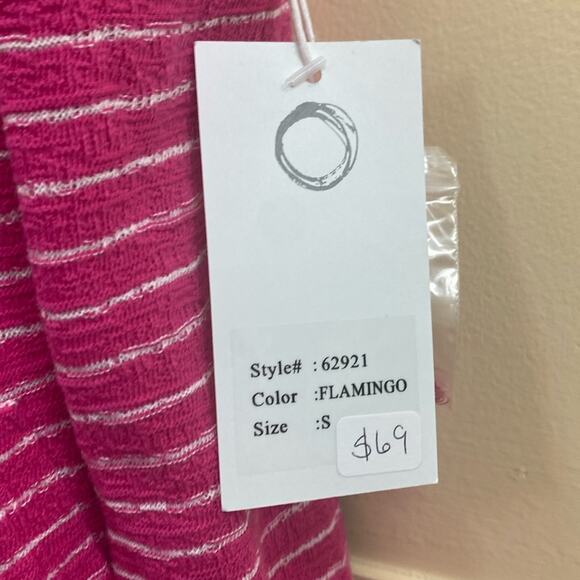 Style# : 62921
Color :FLAMINGO
Size :S
$69